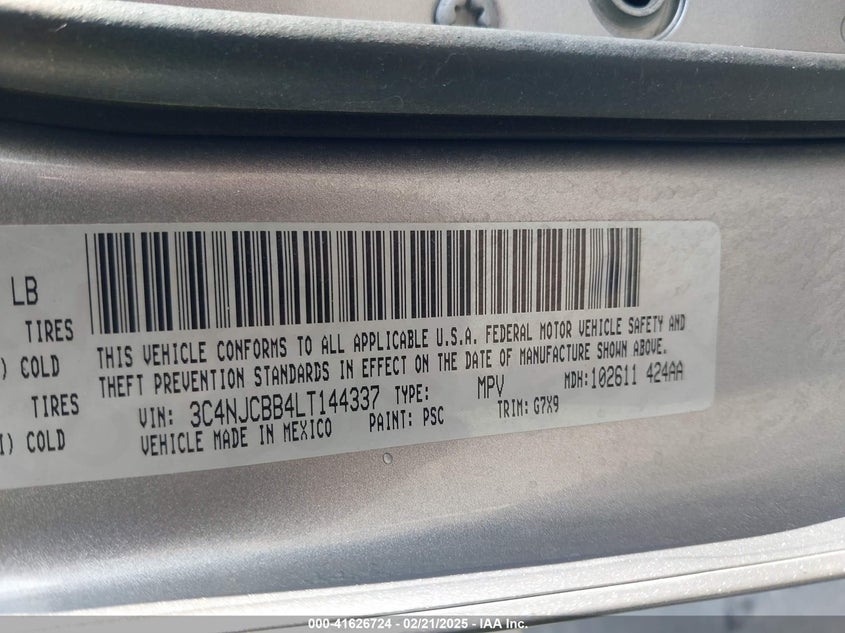 LB
TIRES
) COLD
TIRES
I) COLD
THIS VEHICLE CONFORMS TO ALL APPLICABLE U.S.A. FEDERAL MOTOR VEHICLE SAFETY AND
THEFT PREVENTION STANDARDS IN EFFECT ON THE DATE OF MANUFACTURE SHOWN ABOVE.
VIN: 3C4NJCBB4LT144337 TYPE: MPV MDH:102611 424AA
VEHICLE MADE IN MEXICO PAINT: PSC TRIM: G7X9
000-41626724 - 02/21/2025 - IAA Inc.